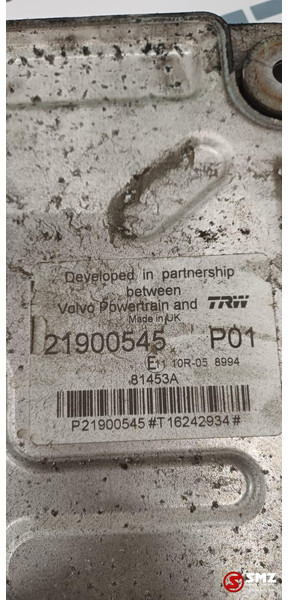 Developed in partnership
between
Volvo Powertrain and TRW
Made in UK
21900545 P01
E11 10R-05 8994
81453A
P21900545#T16242934#
SMZ